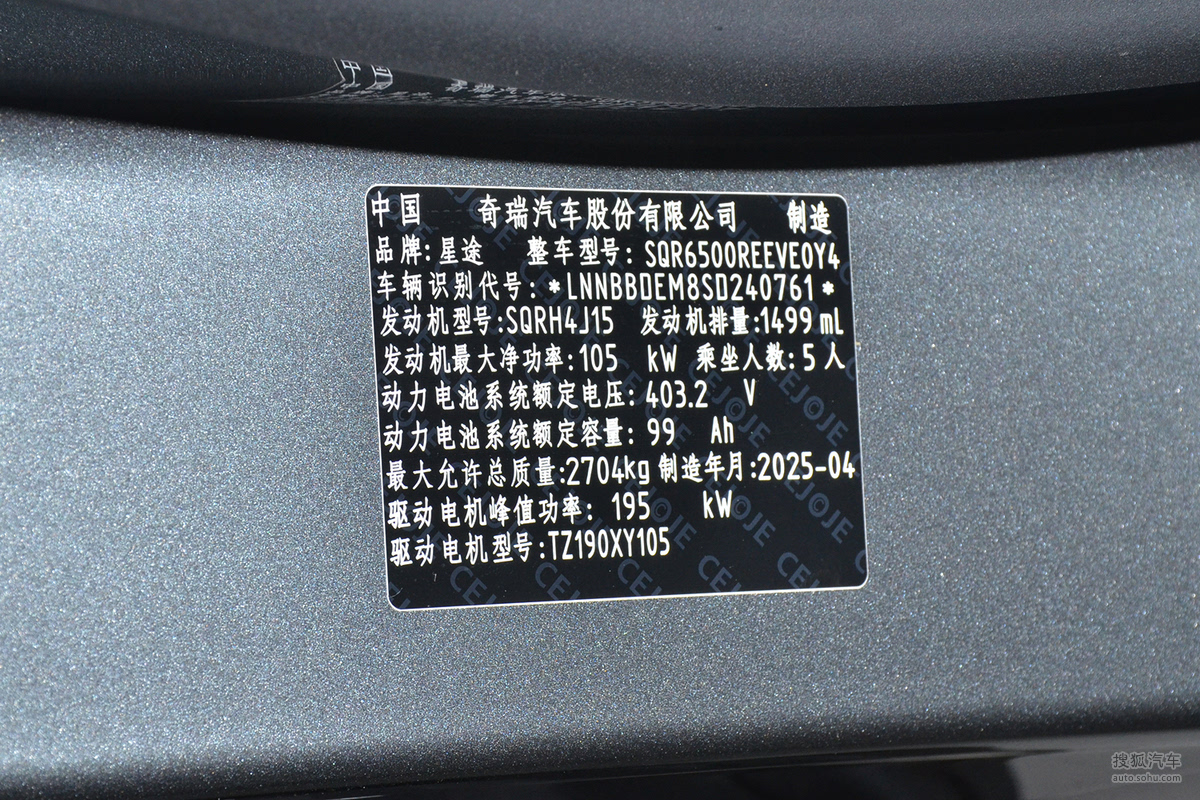 中国 奇瑞汽车股份有限公司 制造
品牌:星途 整车型号: SQR6500REEVE0Y4
车辆识别代号: *LNNBBDEM8SD240761*
发动机型号:SQRH4J15 发动机排量:1499mL
发动机最大净功率:105 kW 乘坐人数:5人
动力电池系统额定电压: 403.2 V
动力电池系统额定容量: 99 Ah
最大允许总质量:2704kg 制造年月:2025-04
驱动电机峰值功率: 195 kW
驱动电机型号:TZ190XY105
CEJOJE CEJOJE CEJOJE CEJOJE
搜狐汽车
auto.sohu.com